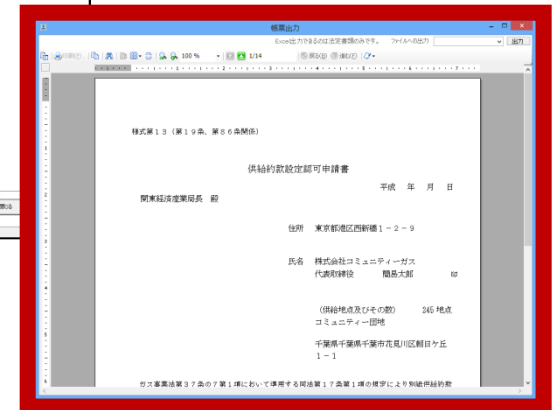 帳票出力
Excel出力できるのは法定書類のみです。 ファイルへの出力 出力
100 % 1/14 戻る(B) 進む(F)
様式第13（第19条、第86条関係）
供給約款設定認可申請書
平成 年 月 日
関東経済産業局長 殿
住所 東京都港区西新橋1－2－9
氏名 株式会社コミュニティーガス
代表取締役 簡易太郎 ㊞
（供給地点及びその数） 245 地点
コミュニティー団地
千葉県千葉県千葉市花見川区朝日ケ丘
1－1
ガス事業法第37条の7第1項において準用する同法第17条第1項の規定により別紙供給約款